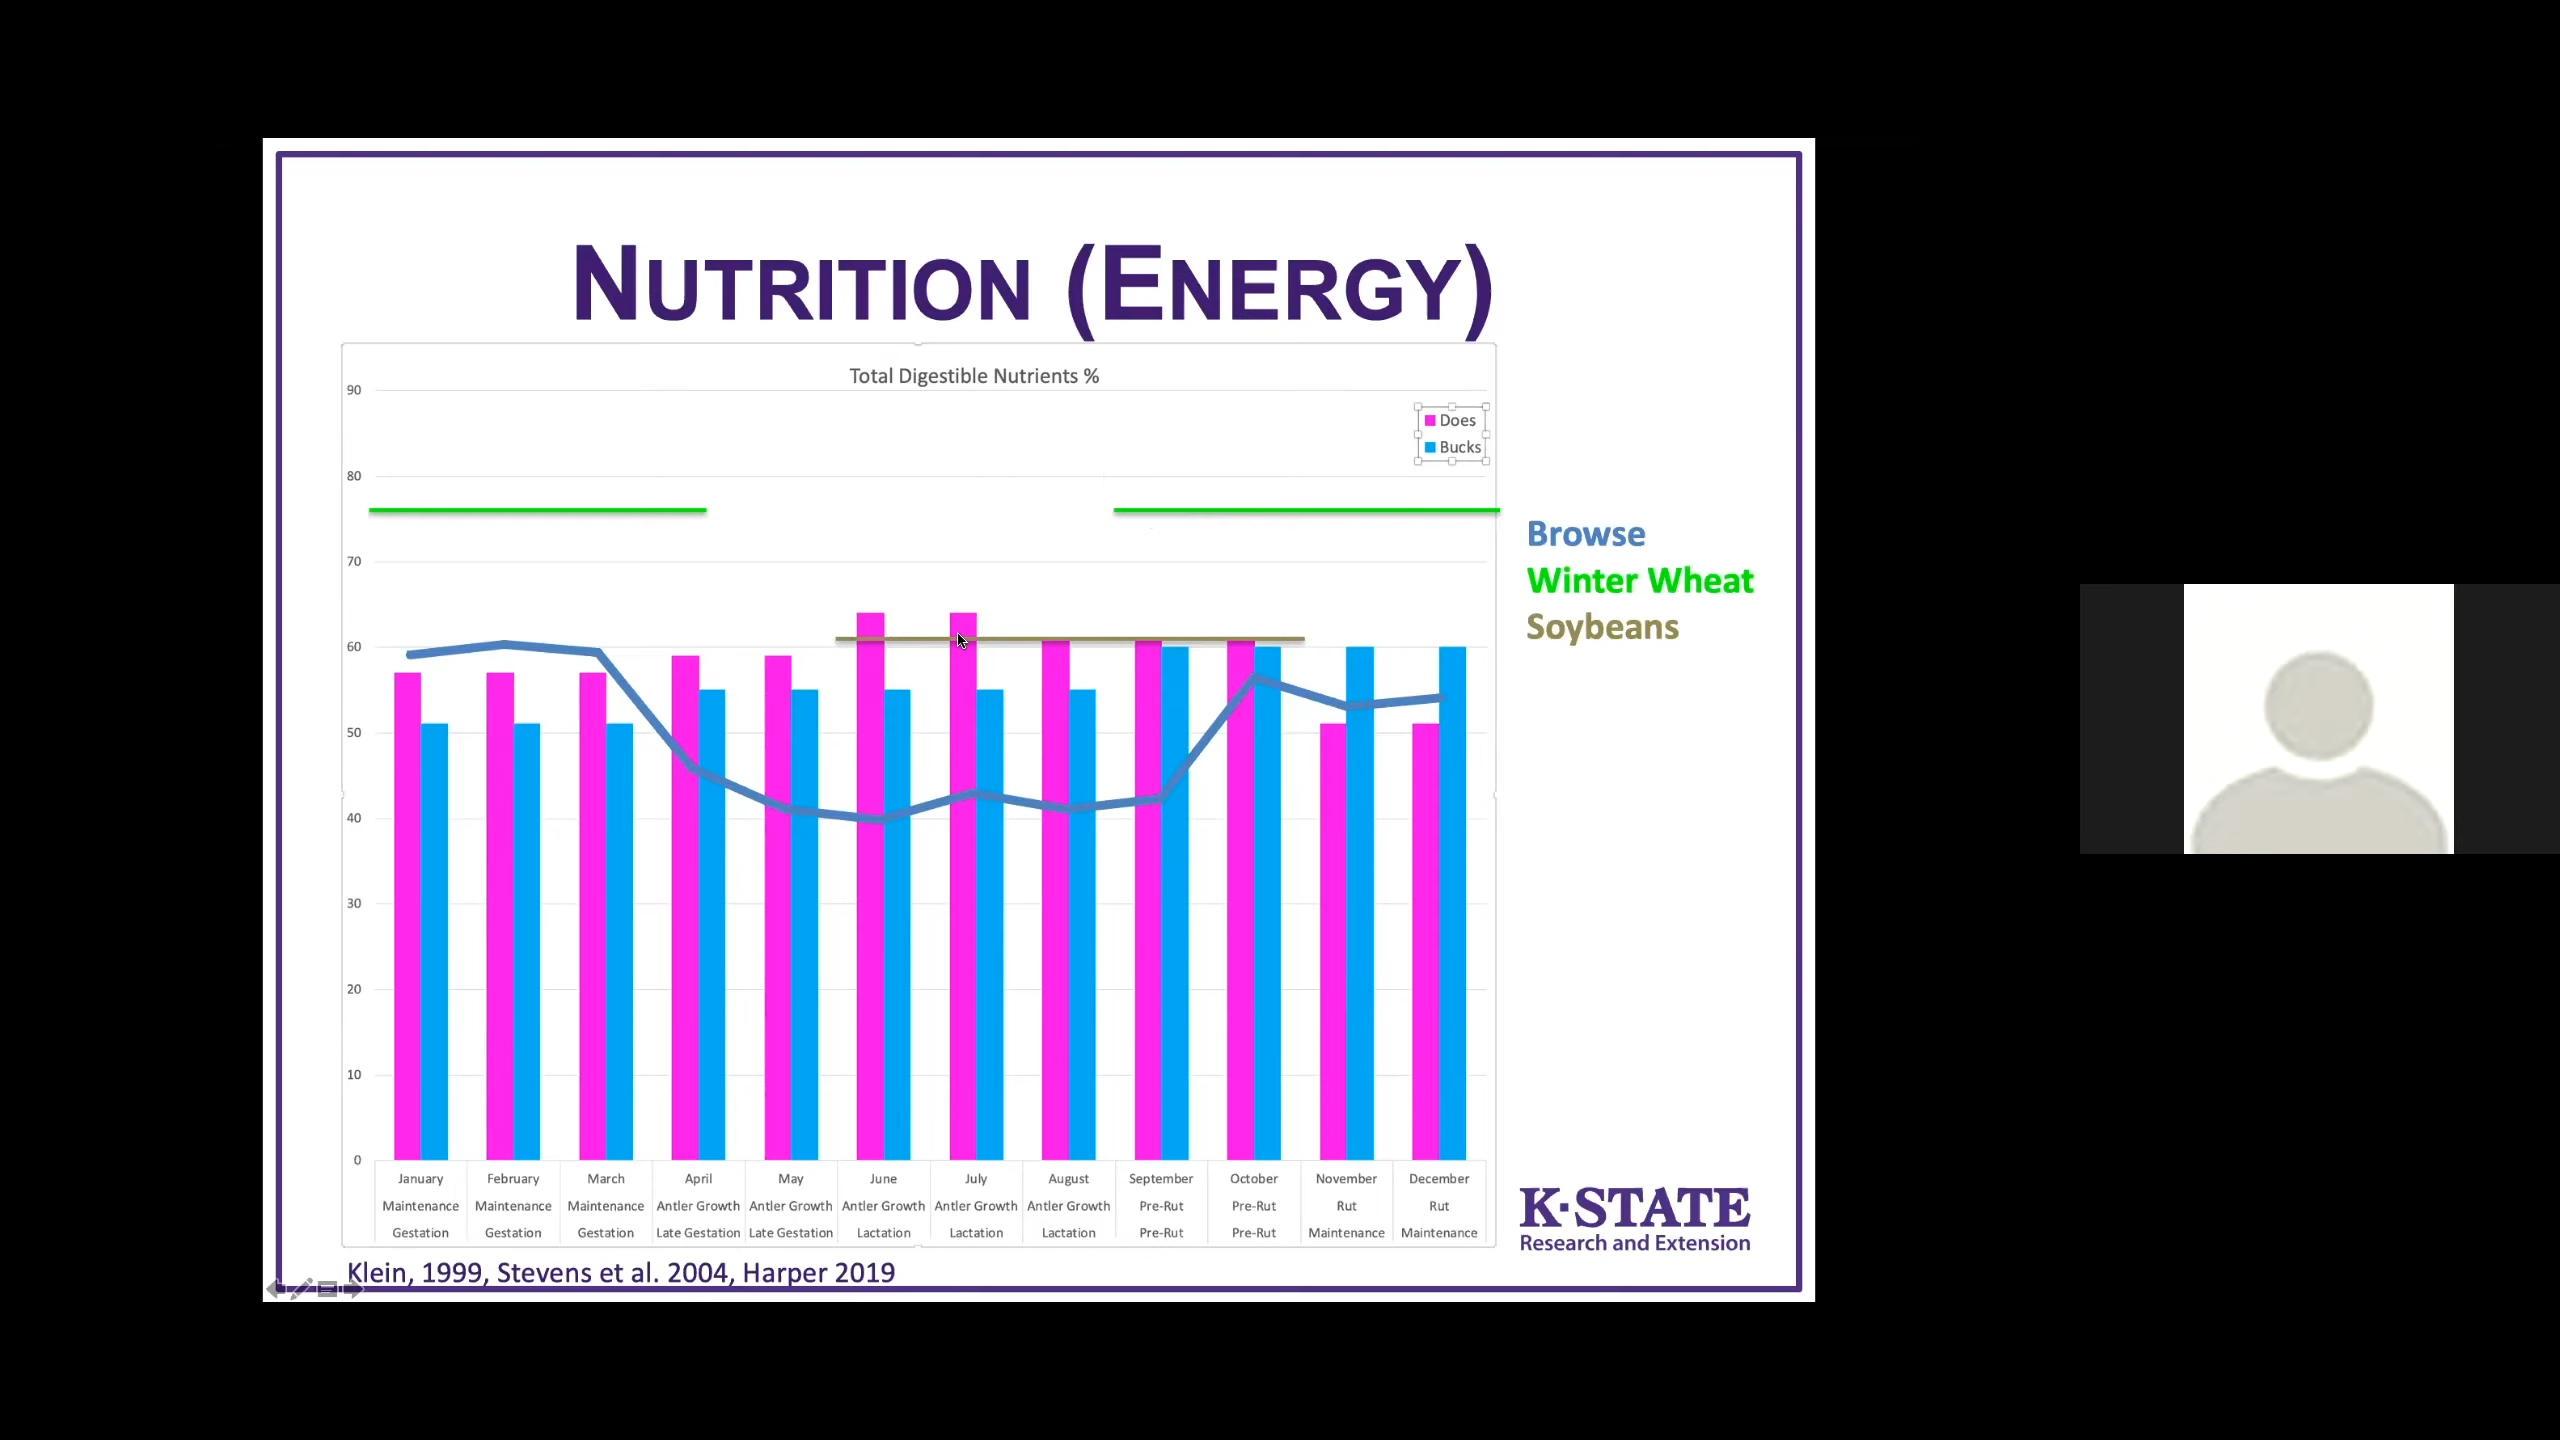 NUTRITION (ENERGY)
Total Digestible Nutrients %
90
80
70
60
50
40
30
20
10
0
Does
Bucks
Browse
Winter Wheat
Soybeans
January February March April May June July August September October November December
Maintenance Maintenance Maintenance Antler Growth Antler Growth Antler Growth Antler Growth Antler Growth Pre-Rut Pre-Rut Rut Rut
Gestation Gestation Gestation Late Gestation Late Gestation Lactation Lactation Lactation Pre-Rut Pre-Rut Maintenance Maintenance
K-STATE
Research and Extension
Klein, 1999, Stevens et al. 2004, Harper 2019